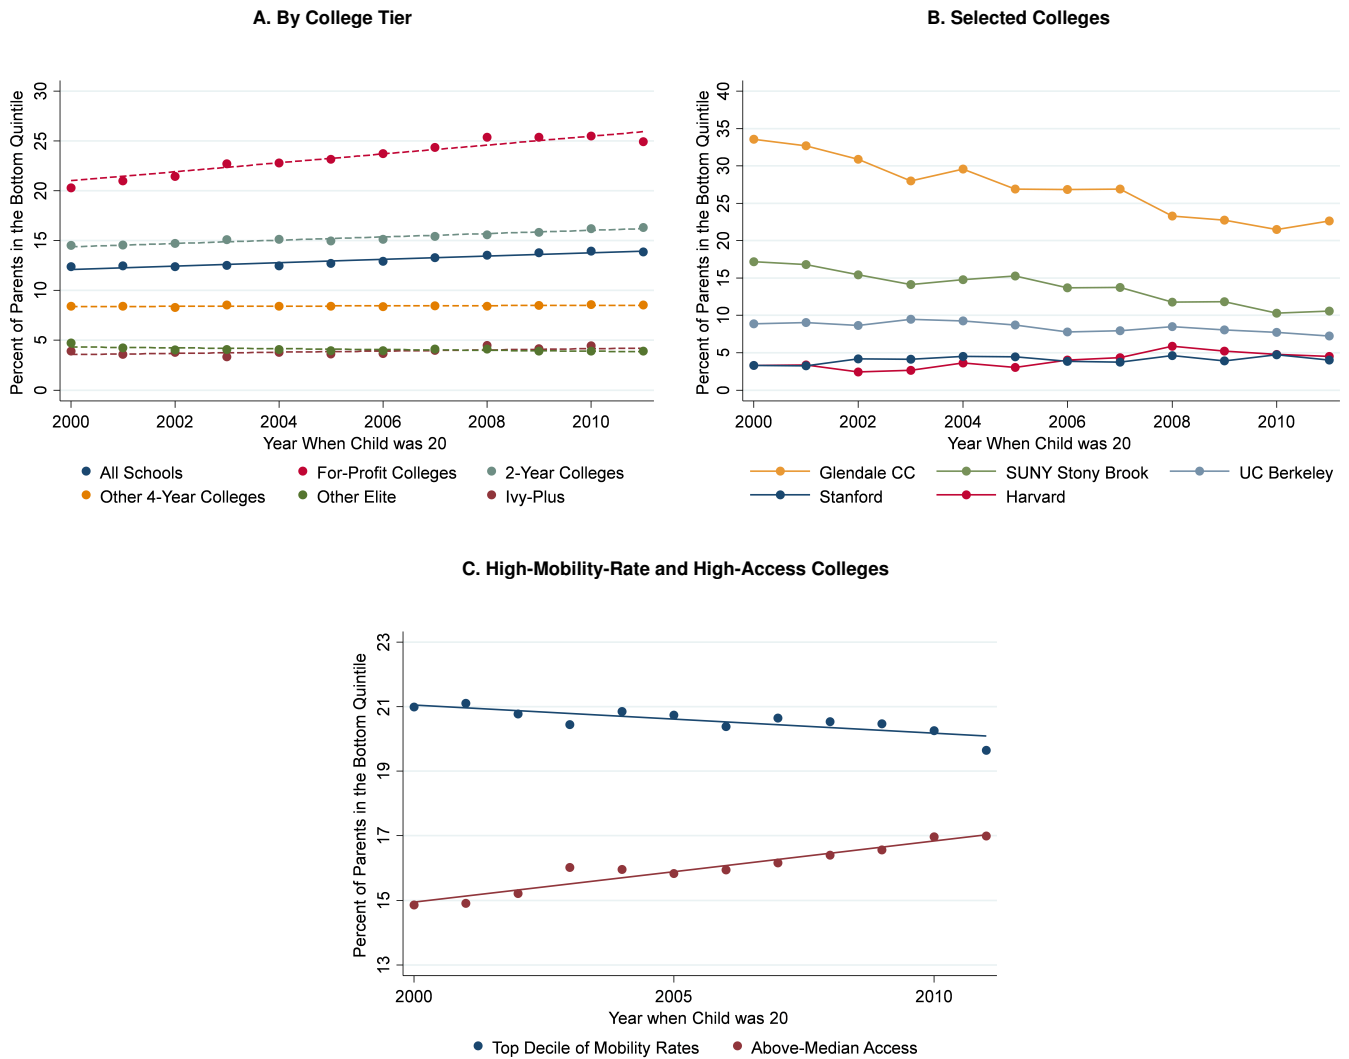 A. By College Tier
Percent of Parents in the Bottom Quintile
30
25
20
15
10
5
0
2000 2002 2004 2006 2008 2010
Year When Child was 20
All Schools For-Profit Colleges 2-Year Colleges
Other 4-Year Colleges Other Elite Ivy-Plus
B. Selected Colleges
Percent of Parents in the Bottom Quintile
40
35
30
25
20
15
10
5
0
2000 2002 2004 2006 2008 2010
Year When Child was 20
Glendale CC SUNY Stony Brook UC Berkeley
Stanford Harvard
C. High-Mobility-Rate and High-Access Colleges
Percent of Parents in the Bottom Quintile
23
21
19
17
15
13
2000 2005 2010
Year when Child was 20
Top Decile of Mobility Rates Above-Median Access